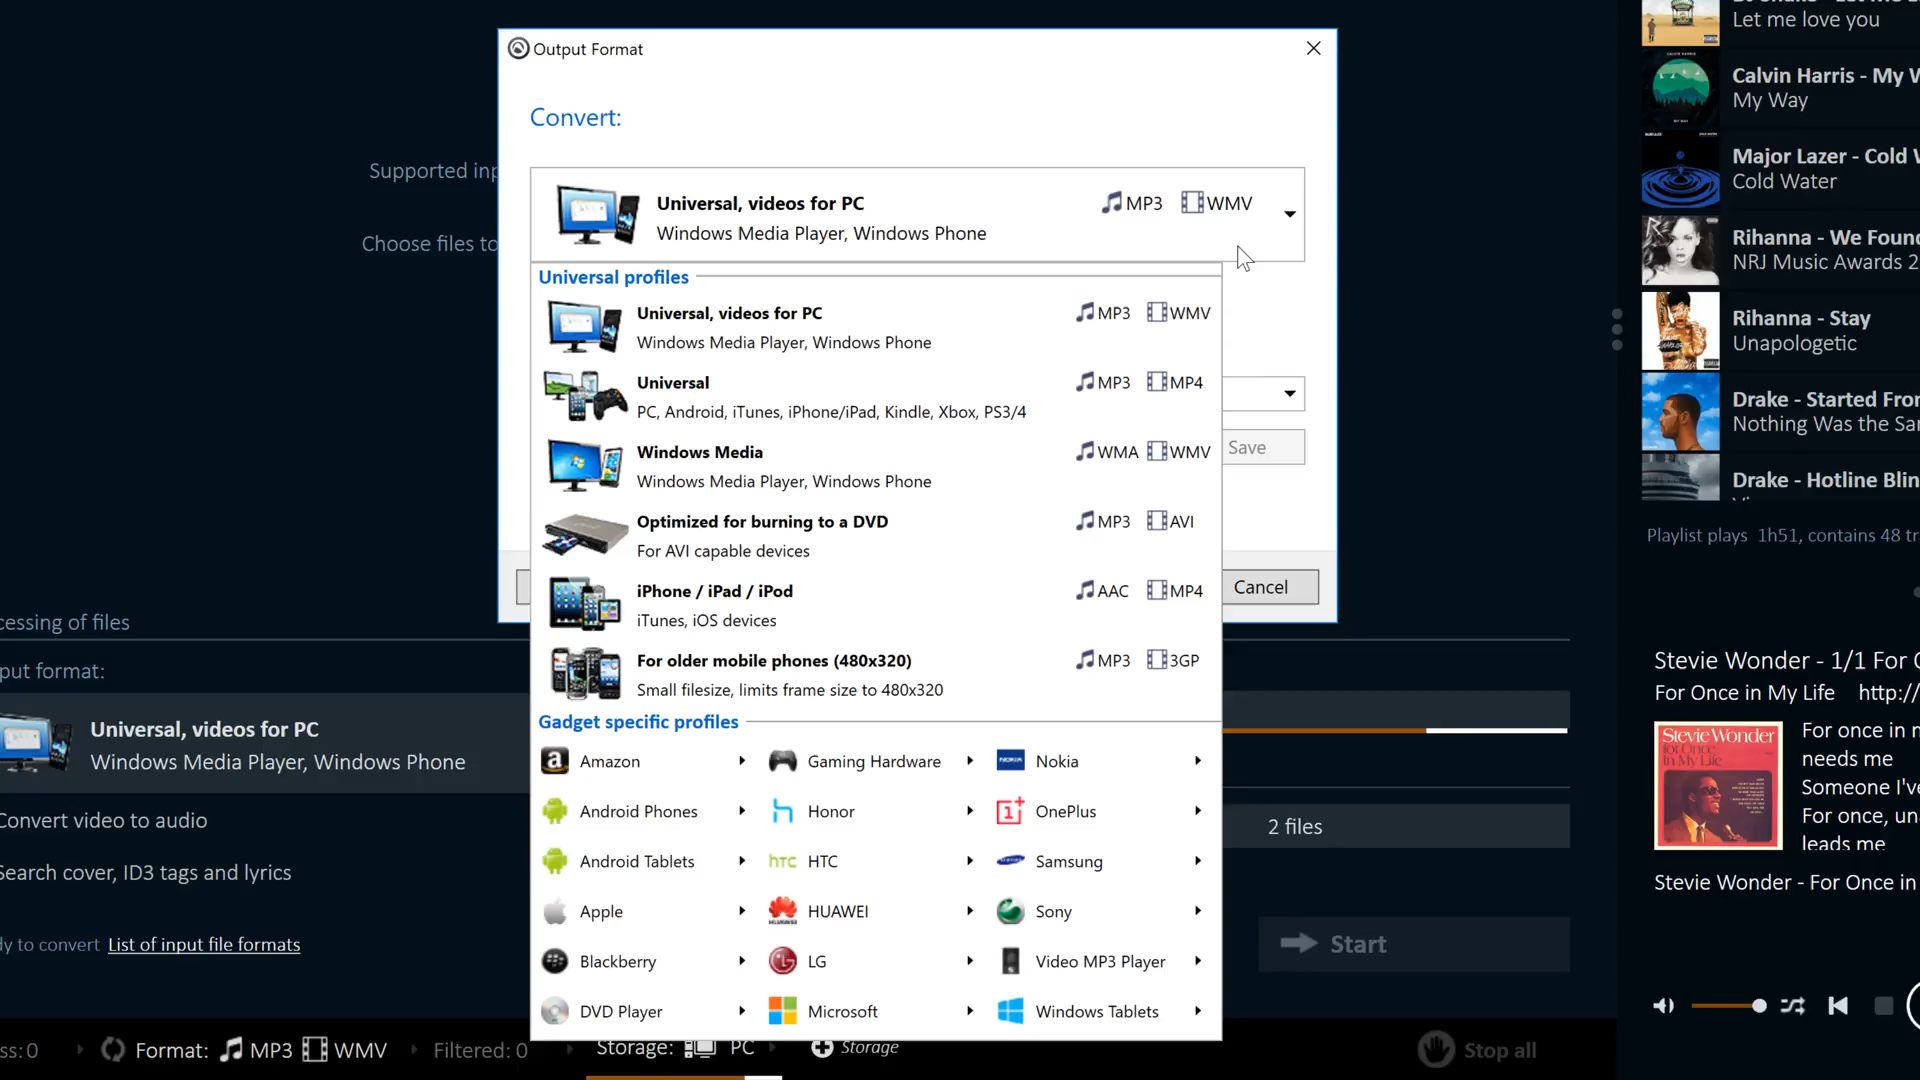 Output Format
Convert:
Universal, videos for PC
MP3 WMV
Windows Media Player, Windows Phone
Universal profiles
Universal, videos for PC MP3 WMV
Windows Media Player, Windows Phone
Universal MP3 MP4
PC, Android, iTunes, iPhone/iPad, Kindle, Xbox, PS3/4
Windows Media WMA WMV
Windows Media Player, Windows Phone
Optimized for burning to a DVD MP3 AVI
For AVI capable devices
iPhone / iPad / iPod AAC MP4
iTunes, iOS devices
For older mobile phones (480x320) MP3 3GP
Small filesize, limits frame size to 480x320
Gadget specific profiles
Amazon Gaming Hardware Nokia
Android Phones Honor OnePlus
Android Tablets HTC Samsung
Apple HUAWEI Sony
Blackberry LG Video MP3 Player
DVD Player Microsoft Windows Tablets
Save
Cancel
Supported inp
Choose files to
cessing of files
put format:
Universal, videos for PC
Windows Media Player, Windows Phone
Convert video to audio
Search cover, ID3 tags and lyrics
dy to convert List of input file formats
2 files
Start
ss: 0 Format: MP3 WMV Filtered: 0 Storage: PC Storage Stop all
Let me love you
Calvin Harris - My W
My Way
Major Lazer - Cold W
Cold Water
Rihanna - We Foun
NRJ Music Awards 2
Rihanna - Stay
Unapologetic
Drake - Started Fro
Nothing Was the Sa
Drake - Hotline Blin
Playlist plays 1h51, contains 48 tr
Stevie Wonder - 1/1 For O
For Once in My Life http://
Stevie Wonder
For Once
In My Life
For once in m
needs me
Someone I've
For once, un
leads me
Stevie Wonder - For Once in